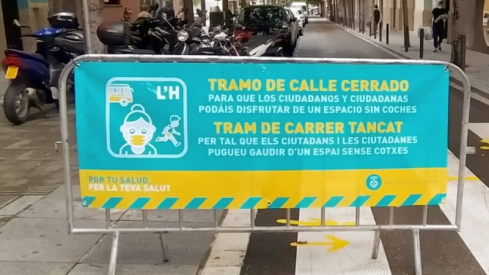 L'H
TRAMO DE CALLE CERRADO
PARA QUE LOS CIUDADANOS Y CIUDADANAS
PODÁIS DISFRUTAR DE UN ESPACIO SIN COCHES
TRAM DE CARRER TANCAT
PER TAL QUE ELS CIUTADANS I LES CIUTADANES
PUGUEU GAUDIR D'UN ESPAI SENSE COTXES
POR TU SALUD,
PER LA TEVA SALUT